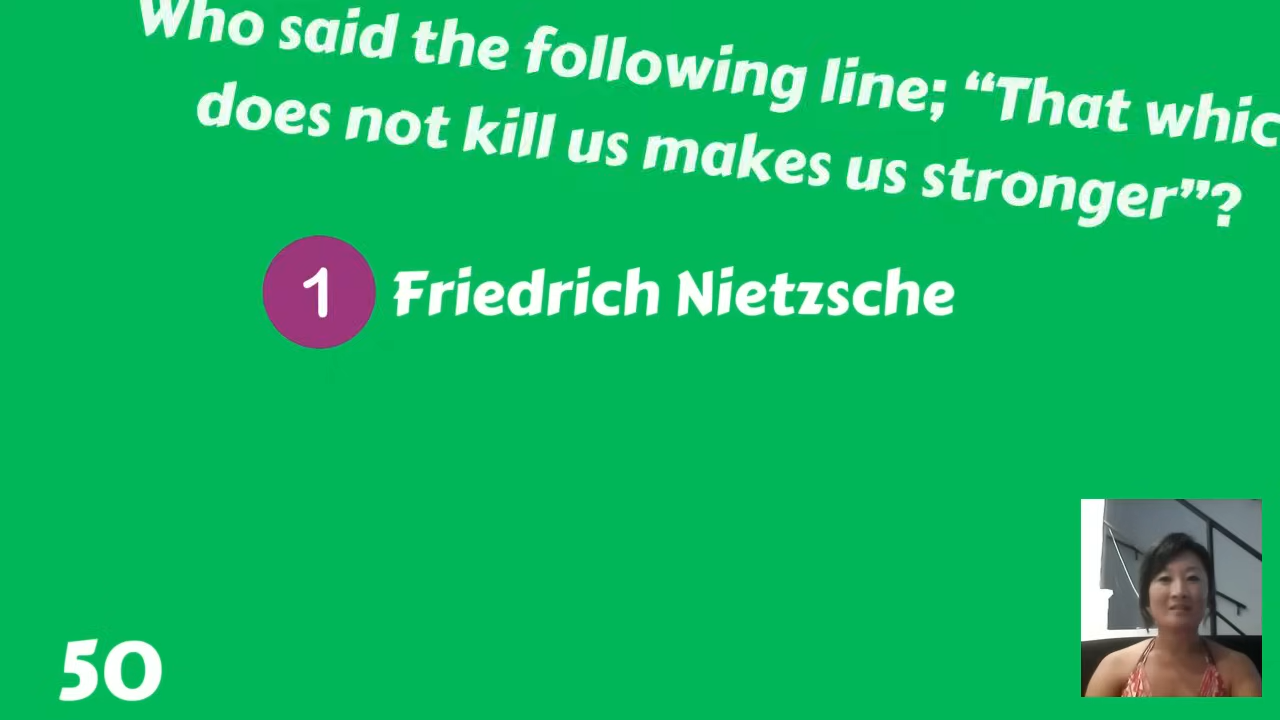 Who said the following line; “That whic
does not kill us makes us stronger”?
1 Friedrich Nietzsche
50